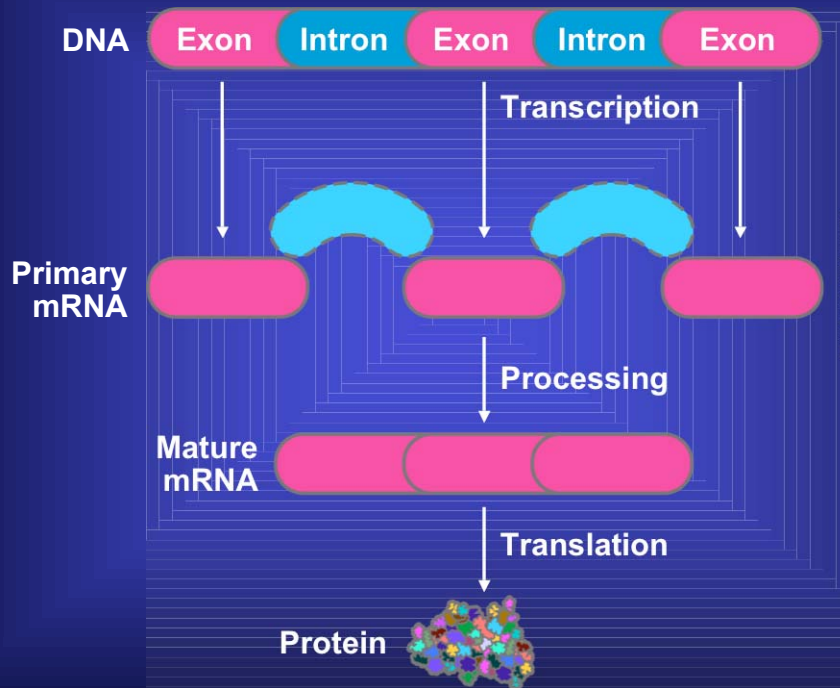 DNA Exon Intron Exon Intron Exon
Transcription
Primary
mRNA
Processing
Mature
mRNA
Translation
Protein